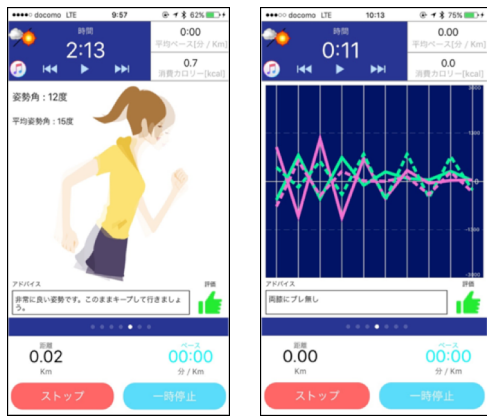 docomo LTE 9:57 62%
時間
2:13
0:00
平均ペース[分 / Km]
0.7
消費カロリー[kcal]
姿勢角 : 12度
平均姿勢角 : 15度
アドバイス
評価
非常に良い姿勢です。このままキープして行きましょ
う。
距離
0.02
Km
ペース
00:00
分 / Km
ストップ
一時停止
docomo LTE 10:13 75%
時間
0:11
0.00
平均ペース[分 / Km]
0.0
消費カロリー[kcal]
3000
1300
-1300
-3000
アドバイス
評価
両膝にブレ無し
距離
0.00
Km
ペース
00:00
分 / Km
ストップ
一時停止